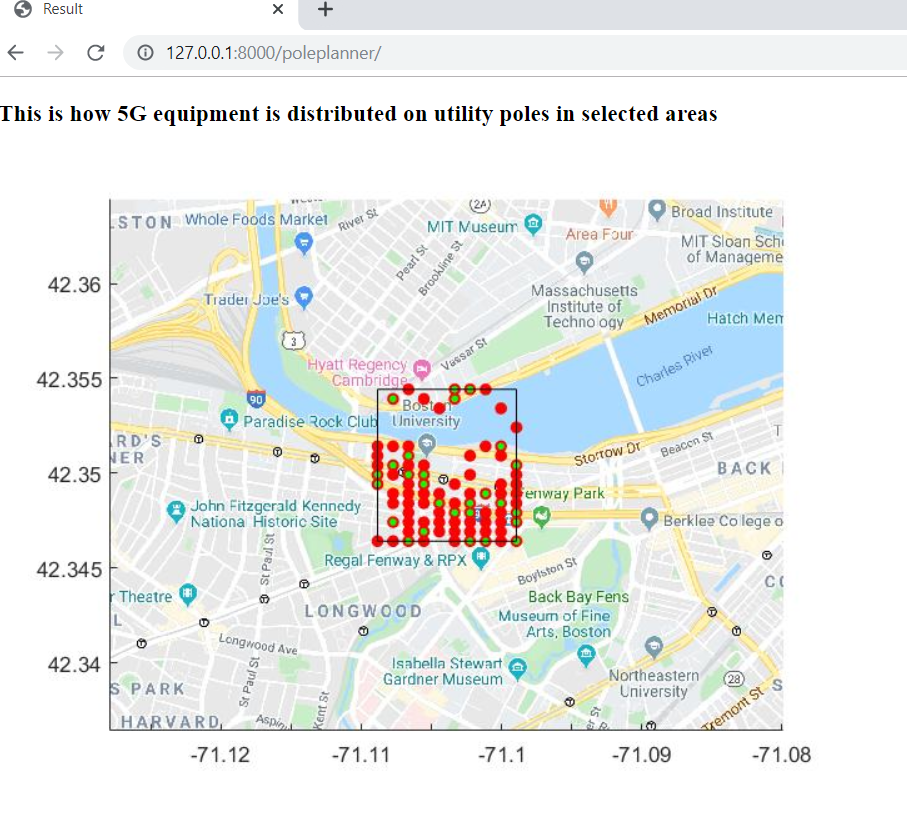 Result
127.0.0.1:8000/poleplanner/
This is how 5G equipment is distributed on utility poles in selected areas
2A
Broad Institute
LSTON
Whole Foods Market
River St
MIT Museum
Area Four
MIT Sloan Sch
of Manageme
Pearl St
Brookline St
42.36
Trader Joe's
Massachusetts
Institute of
Technology
Memorial Dr
Hatch Mem
3
Vassar St
Charles River
42.355
Hyatt Regency
Cambridge
90
Boston
University
Paradise Rock Club
ARD'S
NER
Storrow Dr
Beacon St
42.35
BACK
Fenway Park
John Fitzgerald Kennedy
National Historic Site
Berklee College o
Regal Fenway & RPX
42.345
Boylston St
St Paul St
r Theatre
LONGWOOD
Back Bay Fens
Museum of Fine
Arts, Boston
Longwood Ave
42.34
Isabella Stewart
Gardner Museum
Northeastern
University
28
S PARK
St Paul St
Kent St
Tremont St
HARVARD
Aspin
er St
-71.12
-71.11
-71.1
-71.09
-71.08